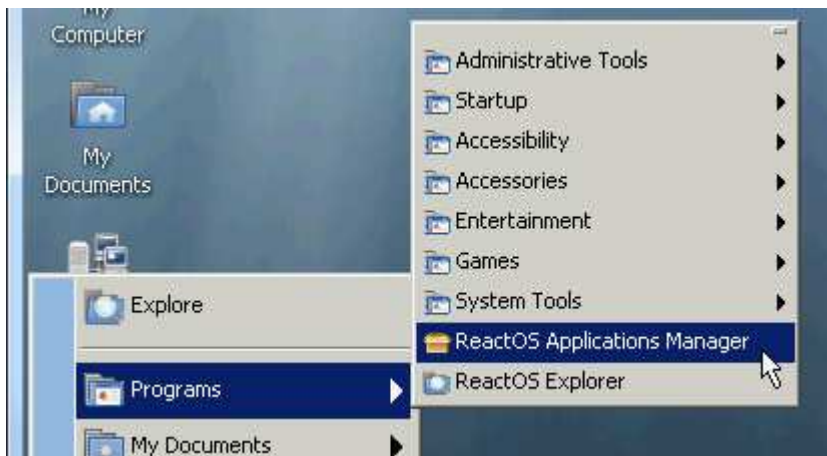 My
Computer
My
Documents
Explore
Programs
My Documents
Administrative Tools
Startup
Accessibility
Accessories
Entertainment
Games
System Tools
ReactOS Applications Manager
ReactOS Explorer